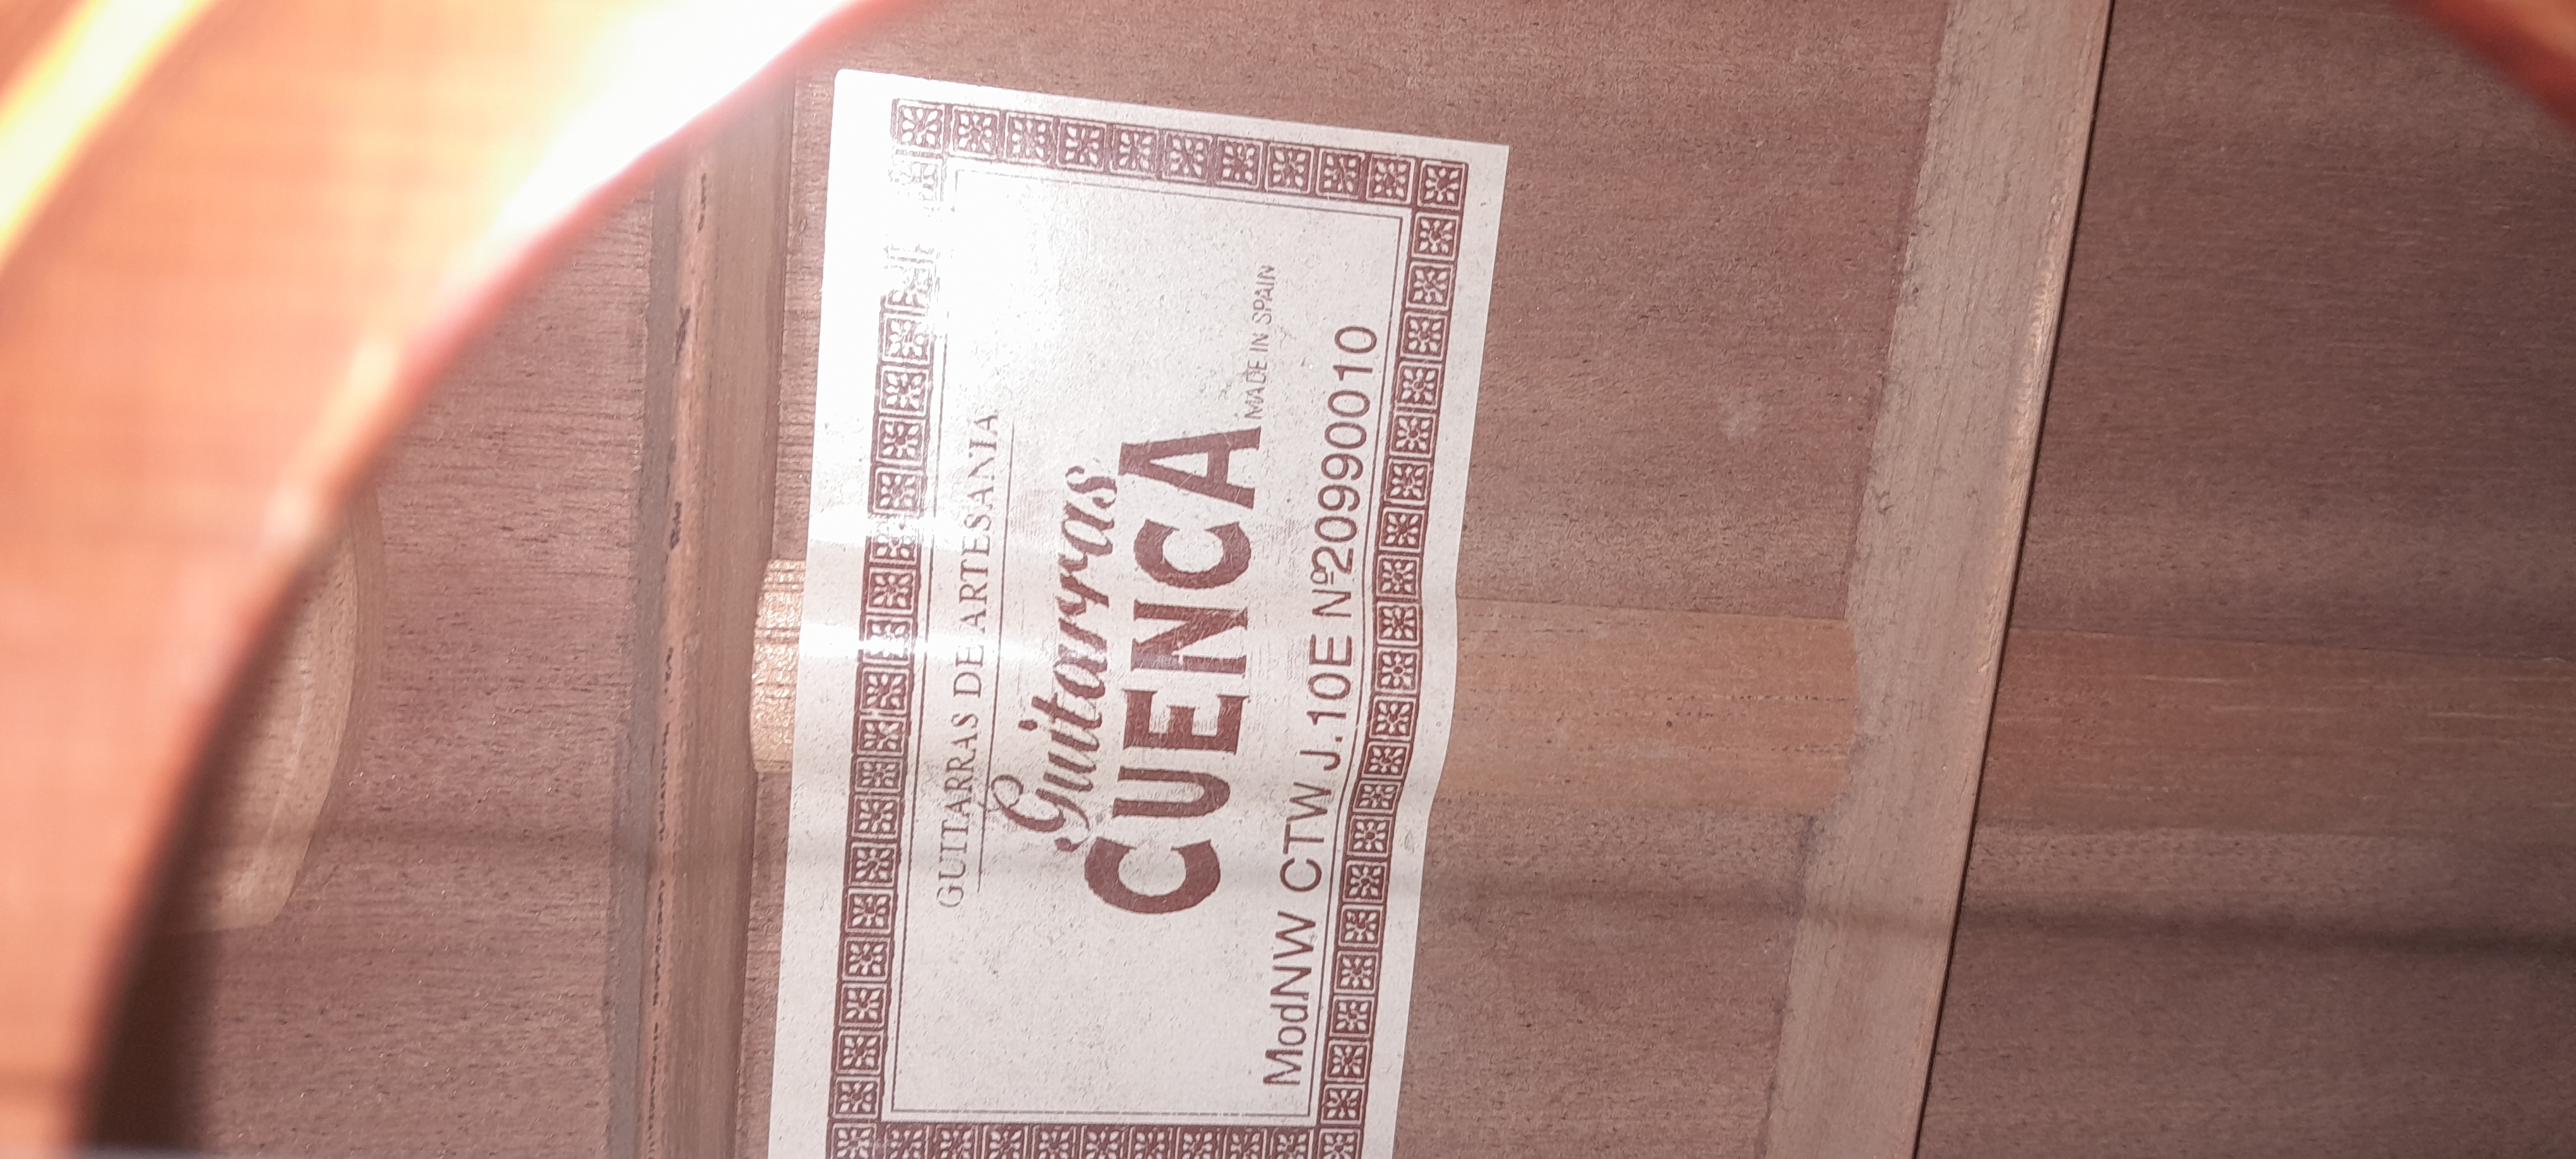 GUITARRAS DE ARTESANIA
Guitarras
CUENCA
MADE IN SPAIN
ModNW CTW J.10E Nº20990010